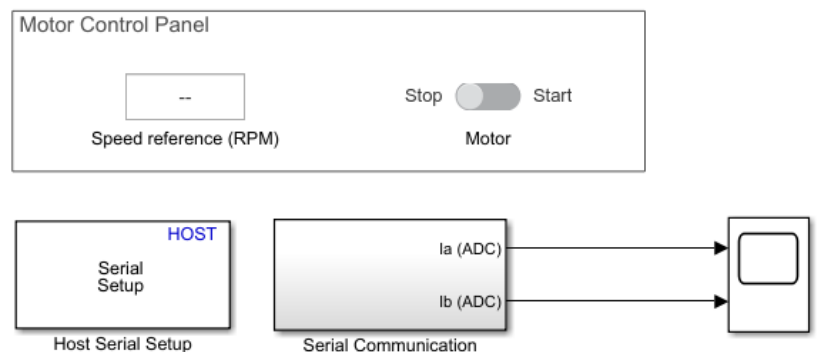 Motor Control Panel
--
Stop
Start
Speed reference (RPM)
Motor
HOST
Serial
Setup
Host Serial Setup
Ia (ADC)
Ib (ADC)
Serial Communication